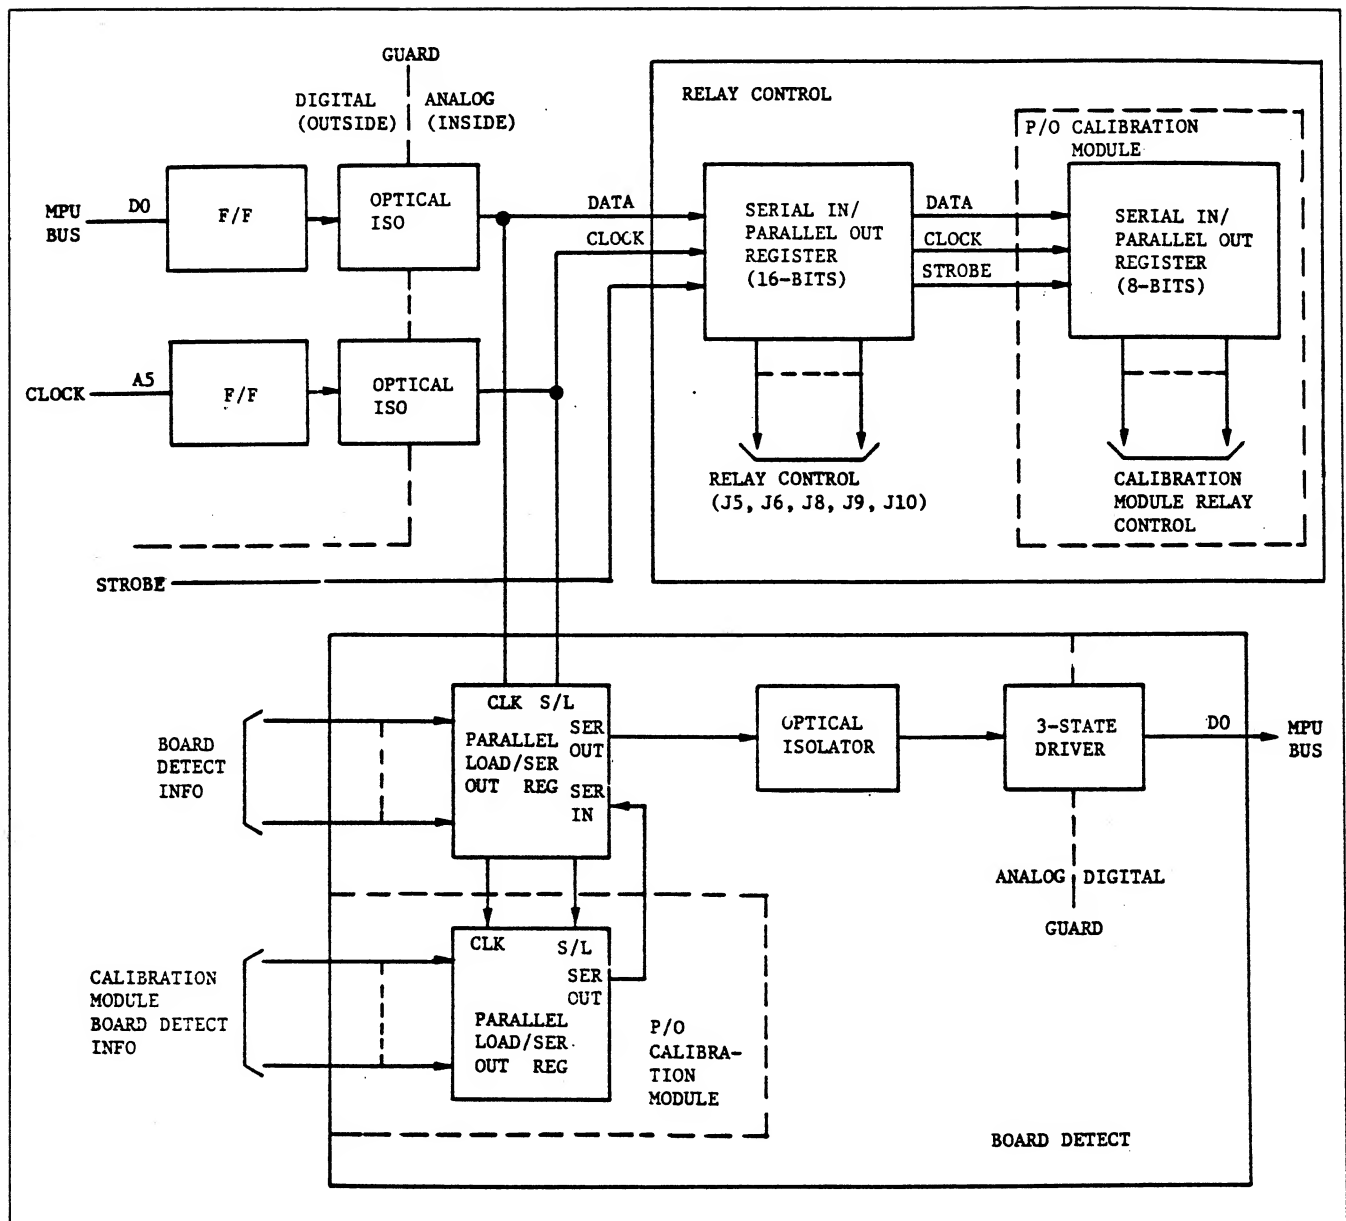 GUARD
DIGITAL
(OUTSIDE)
ANALOG
(INSIDE)
MPU
BUS
D0
F/F
OPTICAL
ISO
CLOCK
A5
F/F
OPTICAL
ISO
STROBE
RELAY CONTROL
DATA
CLOCK
SERIAL IN/
PARALLEL OUT
REGISTER
(16-BITS)
DATA
CLOCK
STROBE
P/O CALIBRATION
MODULE
SERIAL IN/
PARALLEL OUT
REGISTER
(8-BITS)
RELAY CONTROL
(J5, J6, J8, J9, J10)
CALIBRATION
MODULE RELAY
CONTROL
BOARD
DETECT
INFO
CLK S/L
SER
OUT
PARALLEL
LOAD/SER
OUT REG
SER
IN
OPTICAL
ISOLATOR
3-STATE
DRIVER
D0
MPU
BUS
ANALOG DIGITAL
GUARD
CALIBRATION
MODULE
BOARD DETECT
INFO
CLK S/L
SER
OUT
PARALLEL
LOAD/SER
OUT REG
P/O
CALIBRA-
TION
MODULE
BOARD DETECT